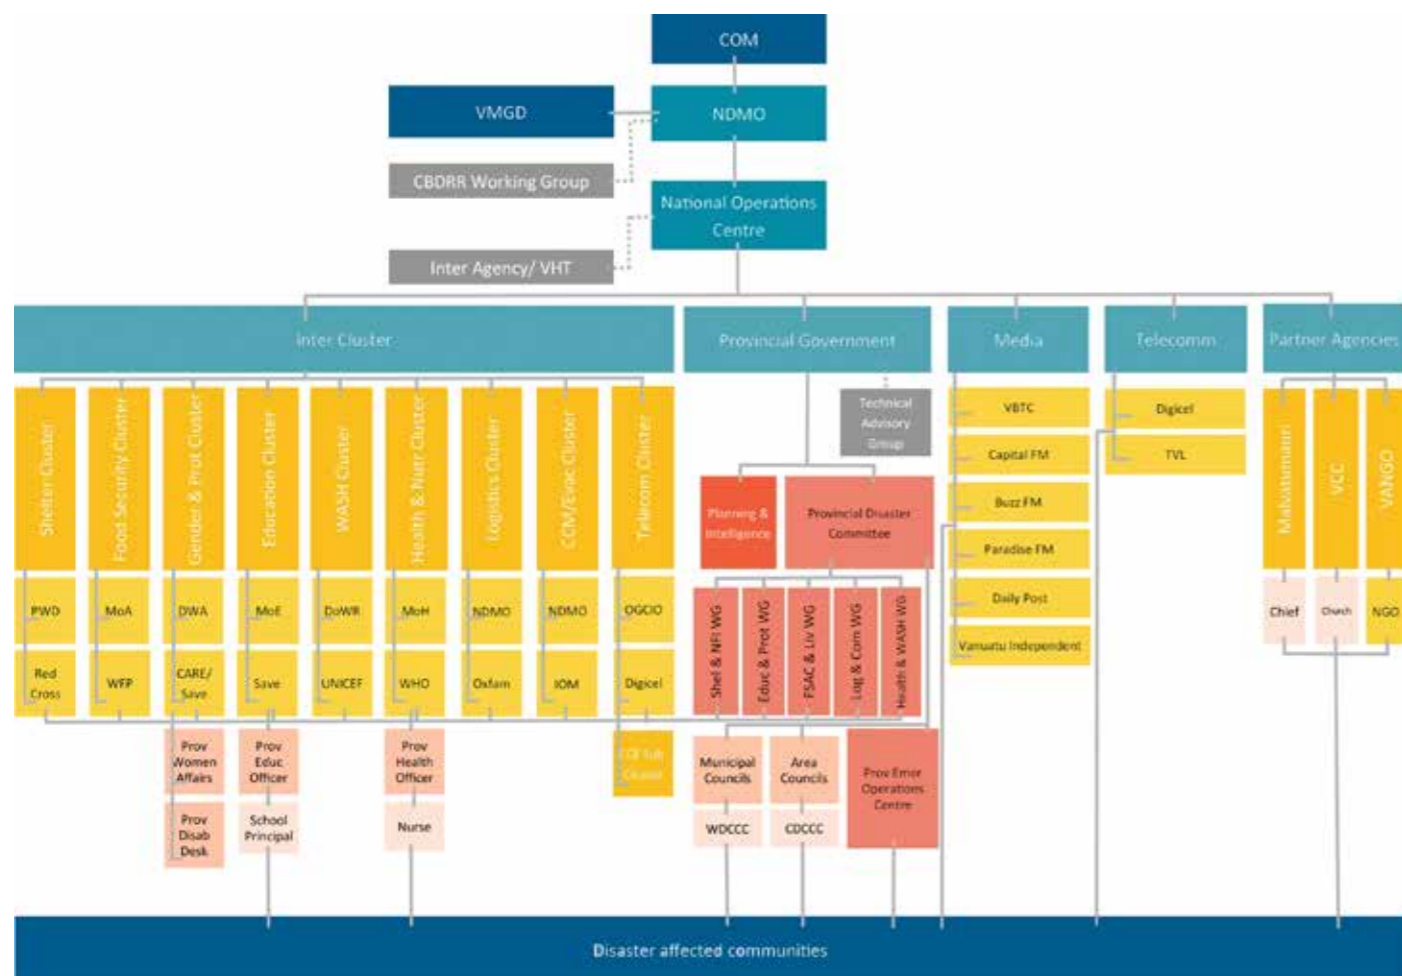 COM
VMGD
NDMO
CBDRR Working Group
National Operations
Centre
Inter Agency/ VHT
Inter Cluster
Provincial Government
Media
Telecomm
Partner Agencies
Shelter Cluster
Foot Security Cluster
Gender & Prot Cluster
Education Cluster
WASH Cluster
Health & Nutr Cluster
Logistics Cluster
CCM/Evac Cluster
Telecom Cluster
Technical
Advisory
Group
VBTC
Capital FM
Buzz FM
Paradise FM
Daily Post
Vanuatu Independent
Digicel
TVL
Malvatumauri
VCC
VANGO
Planning &
Intelligence
Provincial Disaster
Committee
PWD
MoA
DWA
MoE
DoWR
MoH
NDMO
NDMO
OGCIO
Shel & NFI WG
Educ & Prot WG
FSAC & Liv WG
Log & Com WG
Health & WASH WG
Chief
Church
NGO
Red
Cross
WFP
CARE/
Save
Save
UNICEF
WHO
Oxfam
IOM
Digicel
Prov
Women
Affairs
Prov
Educ
Officer
Prov
Health
Officer
Municipal
Councils
Area
Councils
Prov Emer
Operations
Centre
Prov
Disab
Desk
School
Principal
Nurse
WDCCC
CDCCC
Disaster affected communities